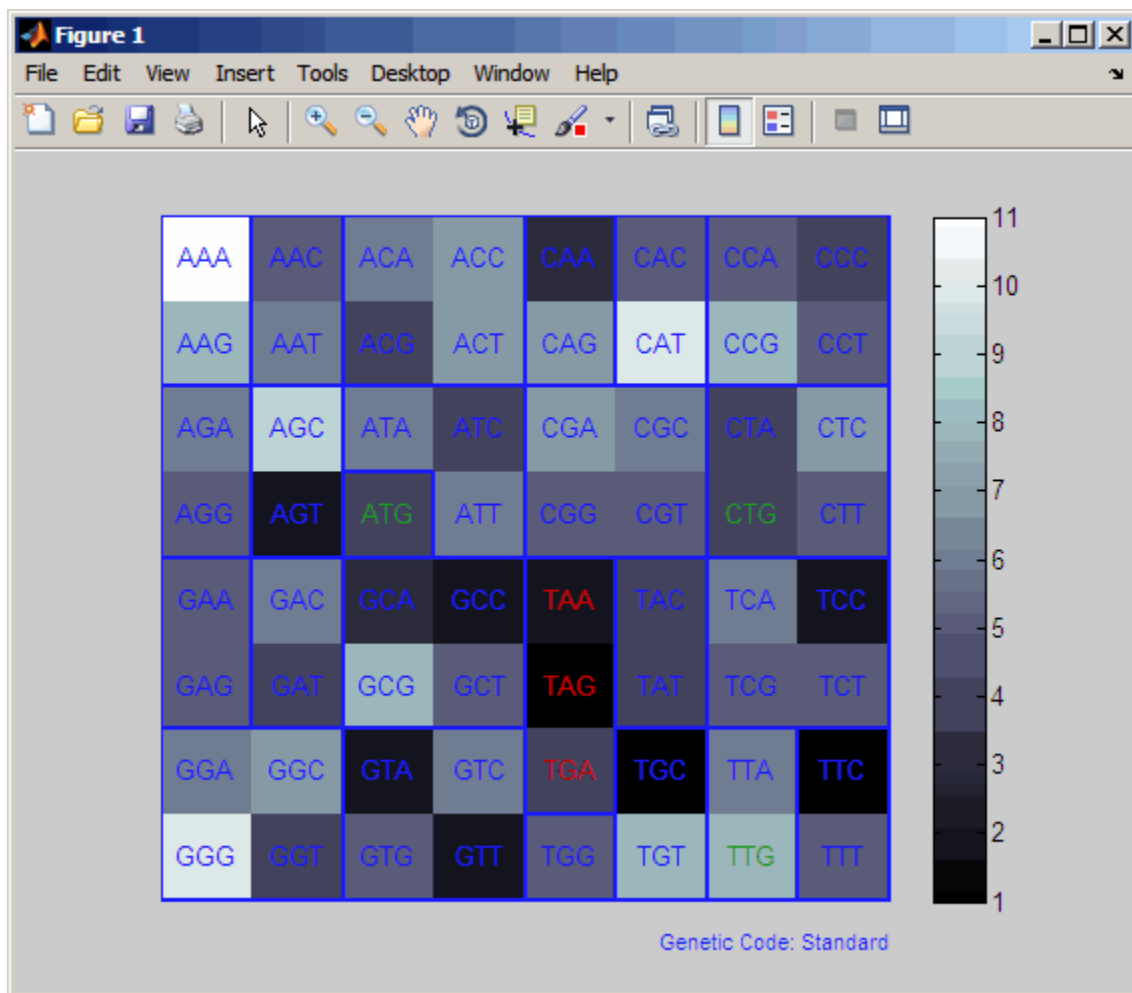 Figure 1
File Edit View Insert Tools Desktop Window Help
11
AAA AAC ACA ACC CAA CAC CCA CCC
10
AAG AAT ACG ACT CAG CAT CCG CCT
9
AGA AGC ATA ATC CGA CGC CTA CTC
8
7
AGG AGT ATG ATT CGG CGT CTG CTT
6
GAA GAC GCA GCC TAA TAC TCA TCC
5
GAG GAT GCG GCT TAG TAT TCG TCT
4
GGA GGC GTA GTC TGA TGC TTA TTC
3
2
GGG GGT GTG GTT TGG TGT TTG TTT
1
Genetic Code: Standard